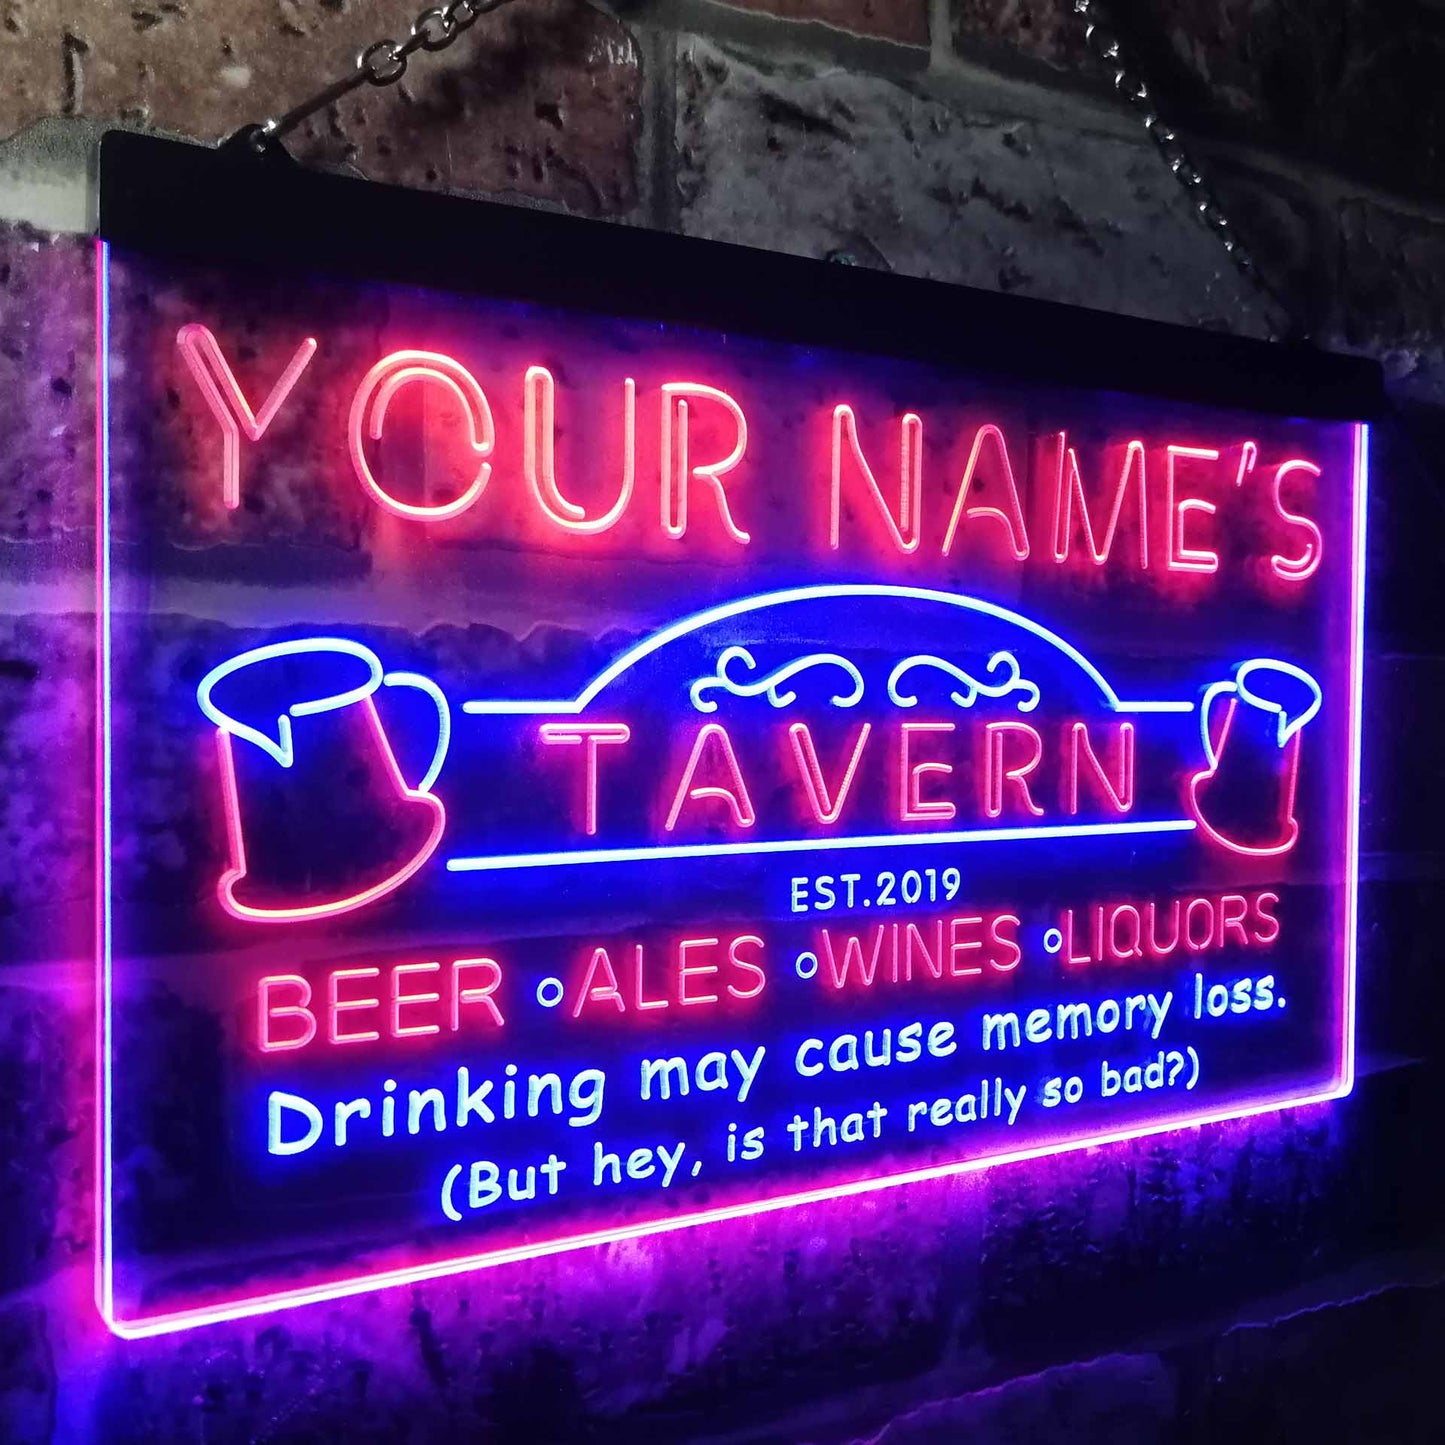 YOUR NAME'S
TAVERN
EST.2019
BEER ∘ ALES ∘ WINES ∘ LIQUORS
Drinking may cause memory loss.
(But hey, is that really so bad?)